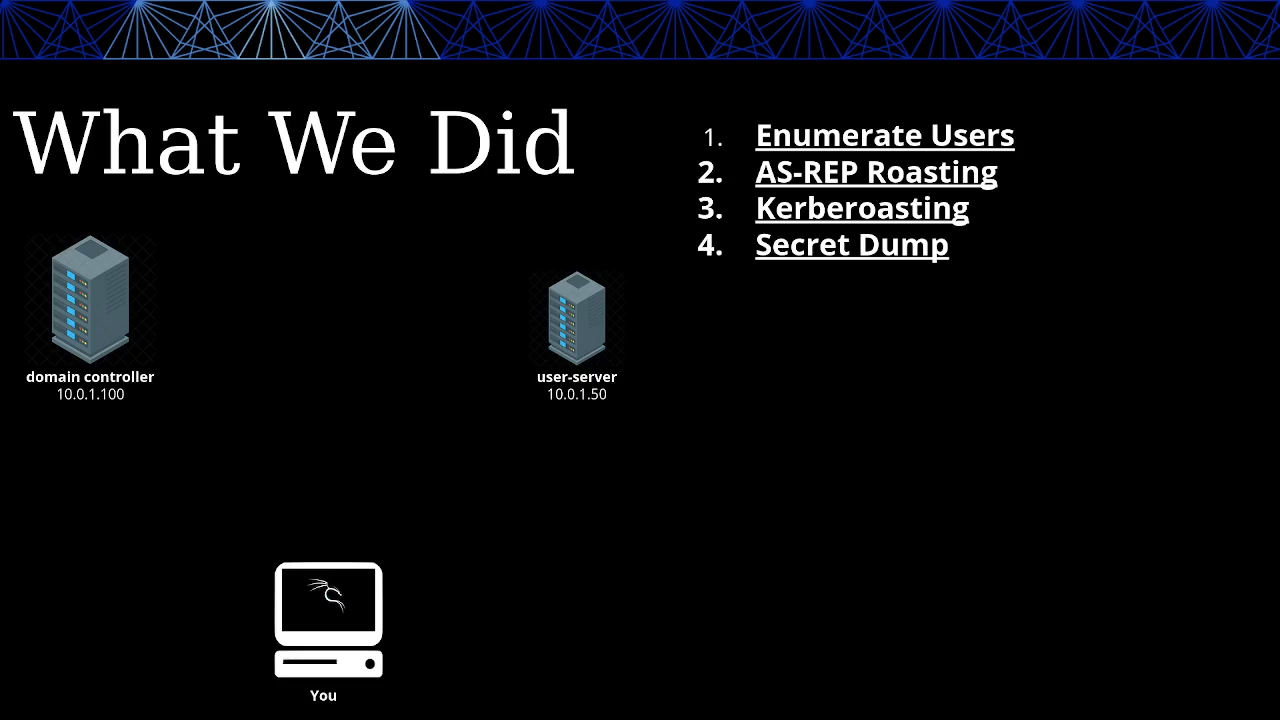 What We Did
1. Enumerate Users
2. AS-REP Roasting
3. Kerberoasting
4. Secret Dump
domain controller
10.0.1.100
user-server
10.0.1.50
You